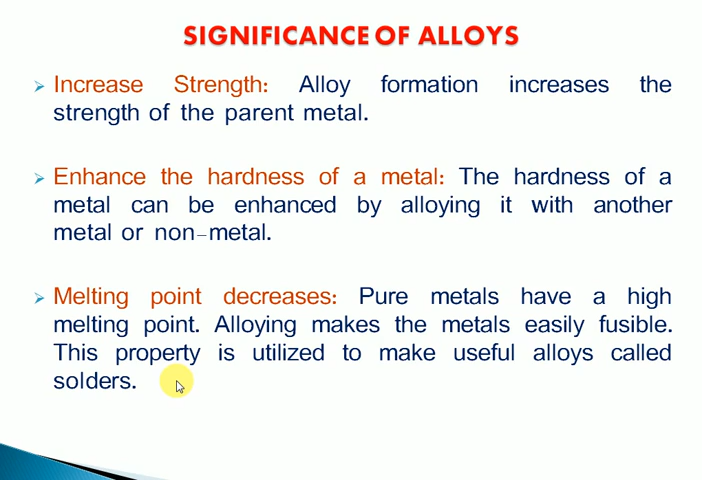 SIGNIFICANCE OF ALLOYS
➢ Increase Strength: Alloy formation increases the
strength of the parent metal.
➢ Enhance the hardness of a metal: The hardness of a
metal can be enhanced by alloying it with another
metal or non–metal.
➢ Melting point decreases: Pure metals have a high
melting point. Alloying makes the metals easily fusible.
This property is utilized to make useful alloys called
solders.